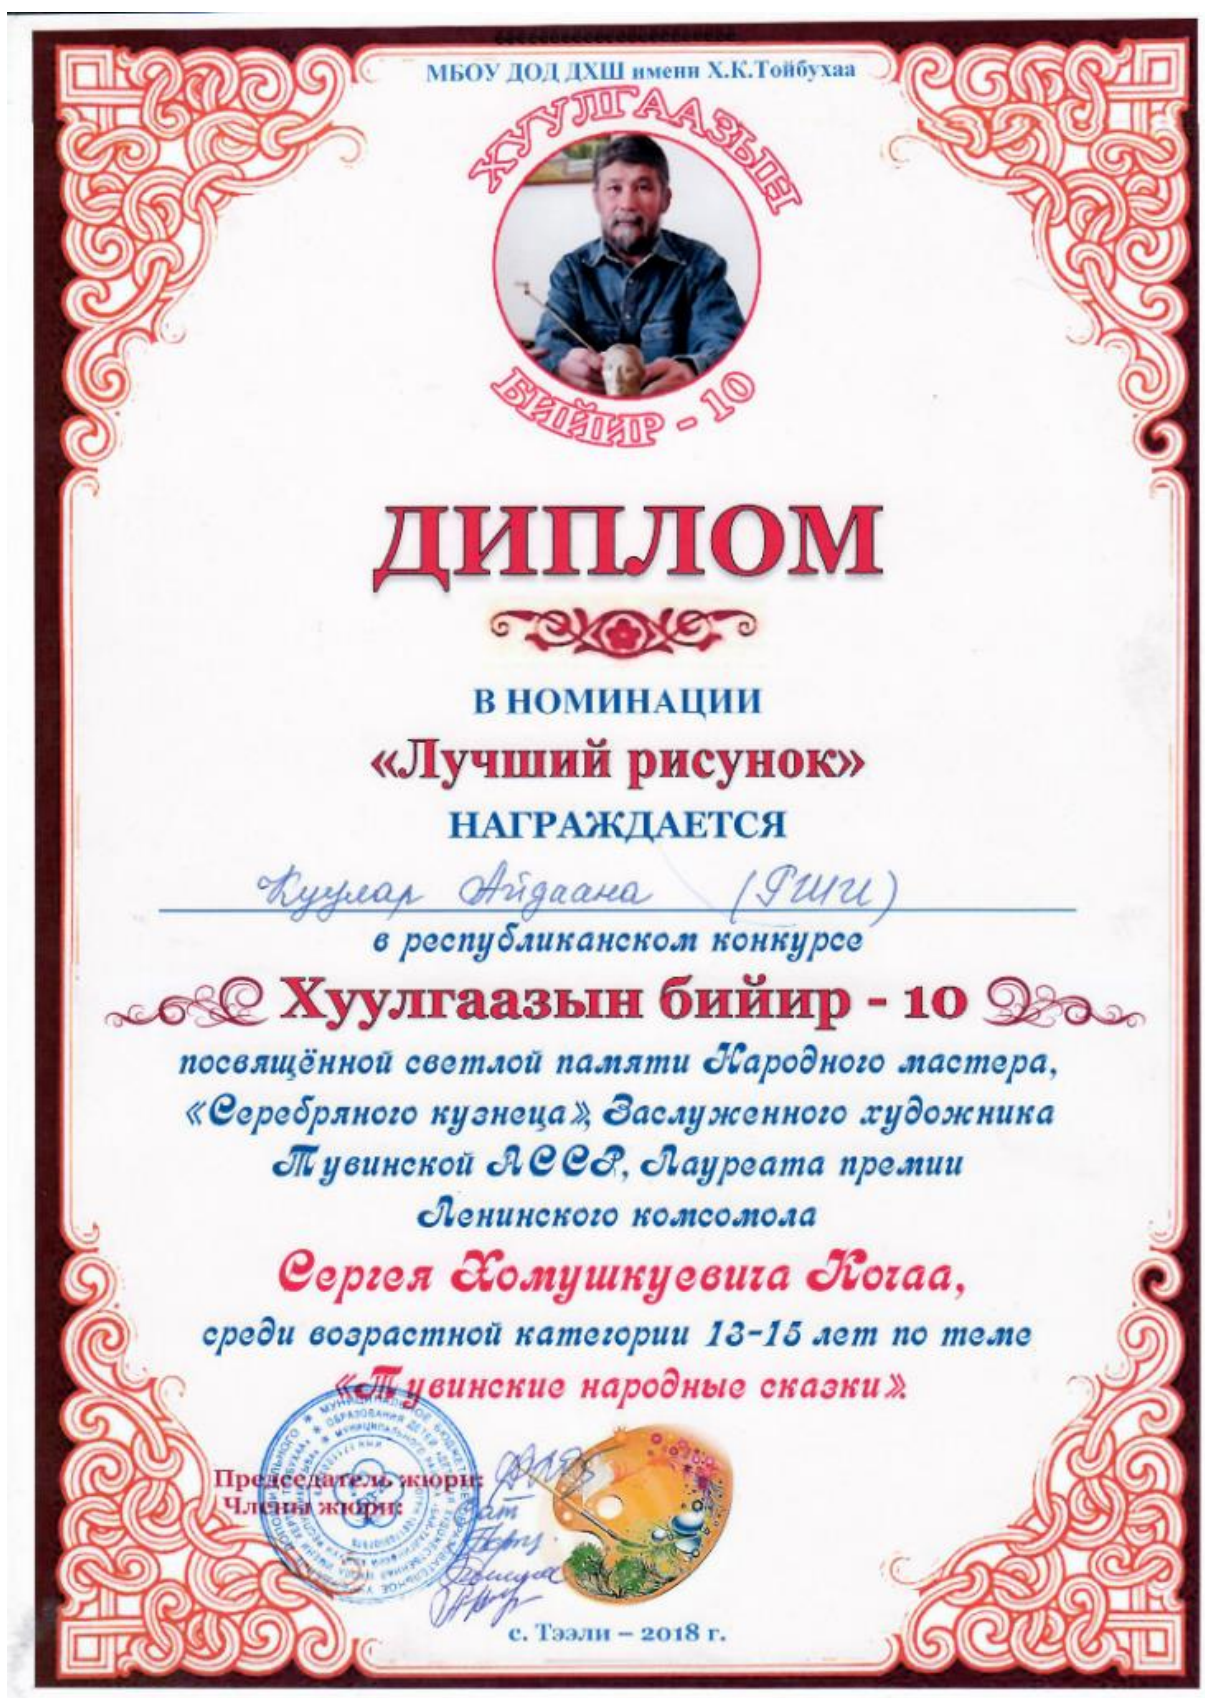 МБОУ ДОД ДХШ имени Х.К.Тойбухаа
ХУУЛГААЗЫН
БИЙИР - 10
ДИПЛОМ
В НОМИНАЦИИ
«Лучший рисунок»
НАГРАЖДАЕТСЯ
Куулар Айдаана (РШИ)
в республиканском конкурсе
Хуулгаазын бийир - 10
посвящённой светлой памяти Народного мастера,
«Серебряного кузнеца», Заслуженного художника
Тувинской АССР, Лауреата премии
Ленинского комсомола
Сергея Хомушкуевича Кочаа,
среди возрастной категории 13-15 лет по теме
«Тувинские народные сказки».
Председатель жюри:
Члены жюри:
с. Тээли – 2018 г.